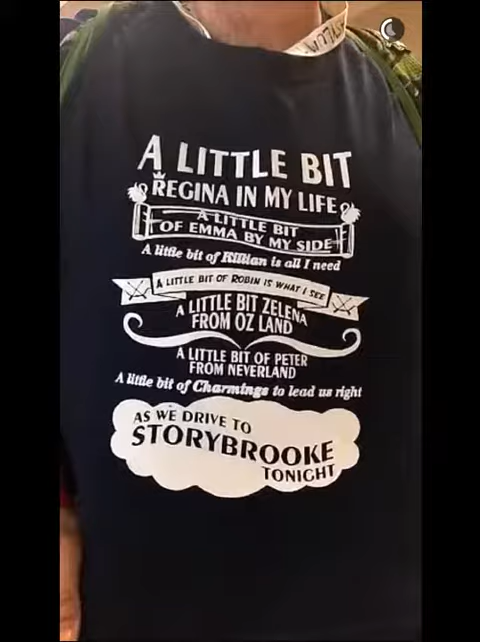 A LITTLE BIT
REGINA IN MY LIFE
A LITTLE BIT
OF EMMA BY MY SIDE
A little bit of Killian is all I need
A LITTLE BIT OF ROBIN IS WHAT I SEE
A LITTLE BIT ZELENA
FROM OZ LAND
A LITTLE BIT OF PETER
FROM NEVERLAND
A little bit of Charmings to lead us right
AS WE DRIVE TO
STORYBROOKE
TONIGHT